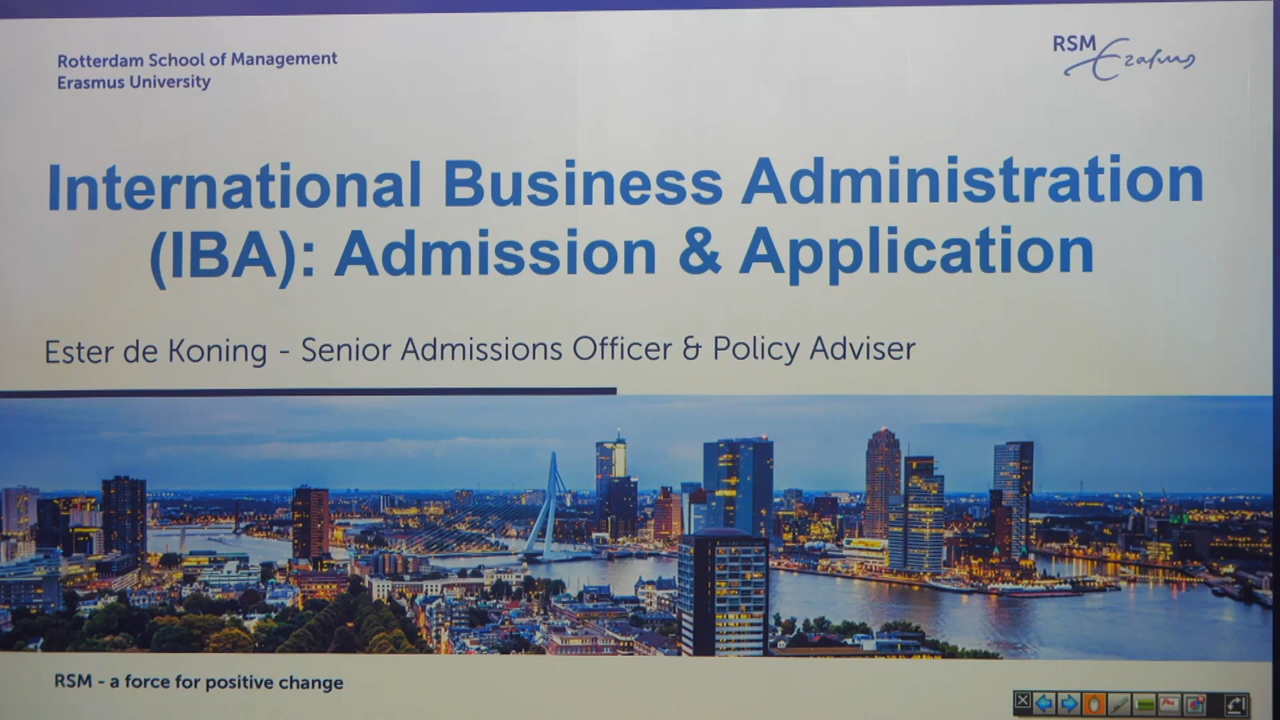 Rotterdam School of Management
Erasmus University
RSM
Erasmus
International Business Administration
(IBA): Admission & Application
Ester de Koning - Senior Admissions Officer & Policy Adviser
RSM - a force for positive change